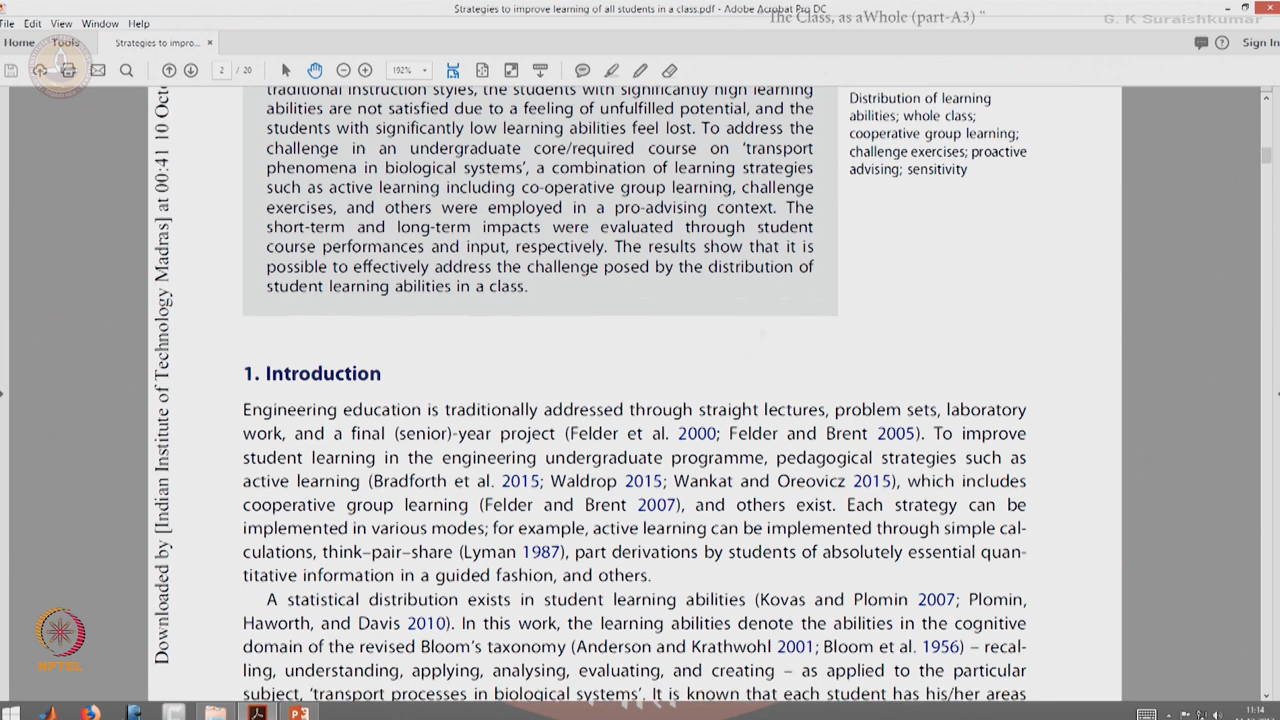 Strategies to improve learning of all students in a class.pdf - Adobe Acrobat Pro DC
The Class, as aWhole (part-A3) "
G. K Suraishkumar
File Edit View Window Help
Home Tools Strategies to impro... × Sign In
2 / 20 192%
traditional instruction styles, the students with significantly high learning
abilities are not satisfied due to a feeling of unfulfilled potential, and the
students with significantly low learning abilities feel lost. To address the
challenge in an undergraduate core/required course on ‘transport
phenomena in biological systems’, a combination of learning strategies
such as active learning including co-operative group learning, challenge
exercises, and others were employed in a pro-advising context. The
short-term and long-term impacts were evaluated through student
course performances and input, respectively. The results show that it is
possible to effectively address the challenge posed by the distribution of
student learning abilities in a class.
Distribution of learning
abilities; whole class;
cooperative group learning;
challenge exercises; proactive
advising; sensitivity
Downloaded by [Indian Institute of Technology Madras] at 00:41 10 Octo
1. Introduction
Engineering education is traditionally addressed through straight lectures, problem sets, laboratory
work, and a final (senior)-year project (Felder et al. 2000; Felder and Brent 2005). To improve
student learning in the engineering undergraduate programme, pedagogical strategies such as
active learning (Bradforth et al. 2015; Waldrop 2015; Wankat and Oreovicz 2015), which includes
cooperative group learning (Felder and Brent 2007), and others exist. Each strategy can be
implemented in various modes; for example, active learning can be implemented through simple cal-
culations, think–pair–share (Lyman 1987), part derivations by students of absolutely essential quan-
titative information in a guided fashion, and others.
A statistical distribution exists in student learning abilities (Kovas and Plomin 2007; Plomin,
Haworth, and Davis 2010). In this work, the learning abilities denote the abilities in the cognitive
domain of the revised Bloom’s taxonomy (Anderson and Krathwohl 2001; Bloom et al. 1956) – recal-
ling, understanding, applying, analysing, evaluating, and creating – as applied to the particular
subject, ‘transport processes in biological systems’. It is known that each student has his/her areas
NPTEL
11:14